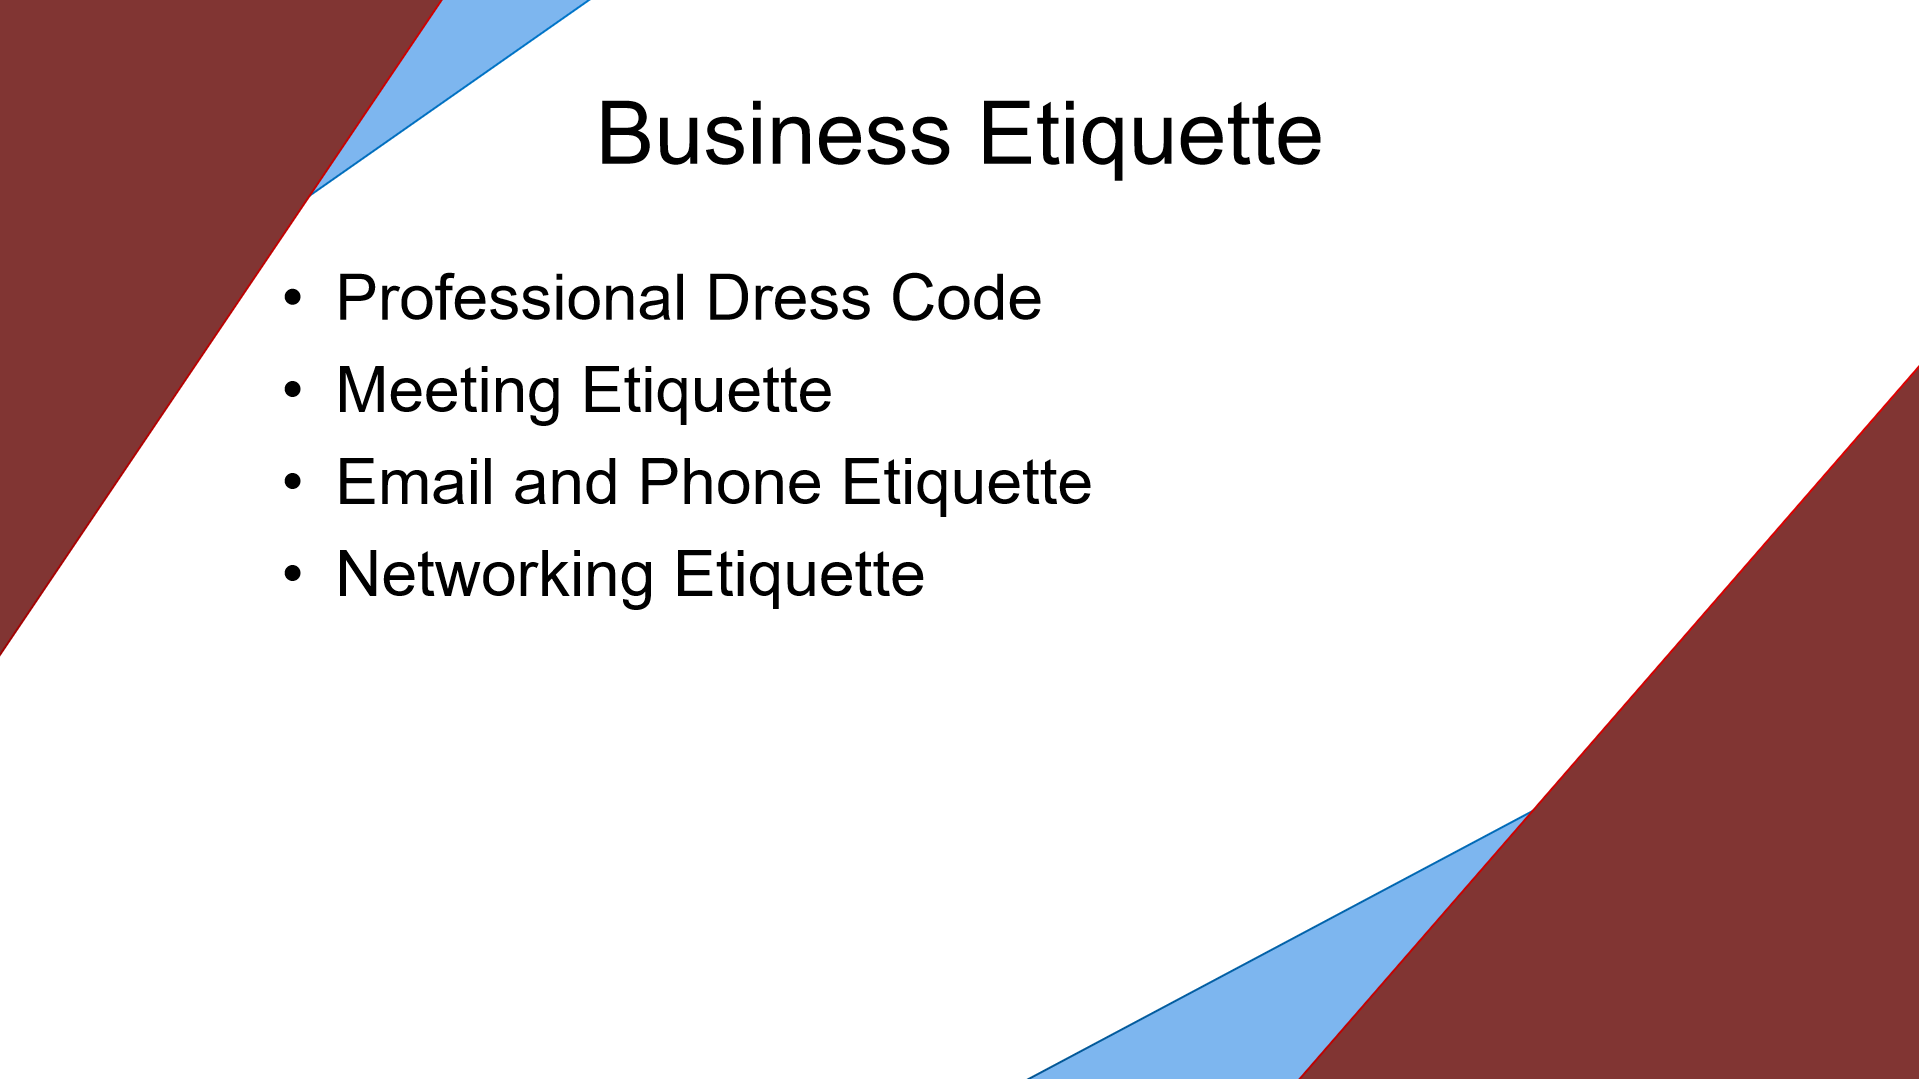 Business Etiquette
• Professional Dress Code
• Meeting Etiquette
• Email and Phone Etiquette
• Networking Etiquette